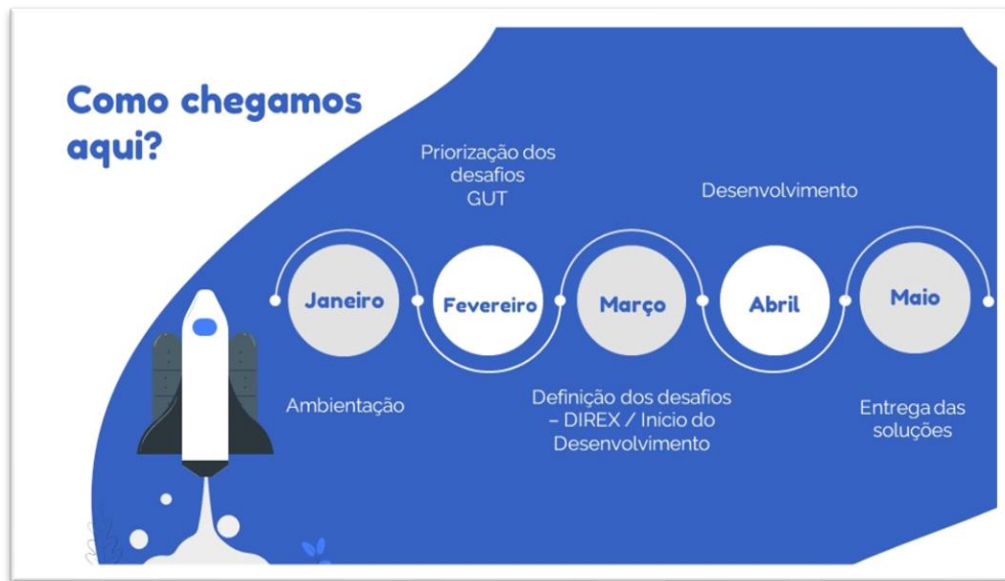 Como chegamos
aqui?
Priorização dos
desafios
GUT
Desenvolvimento
Janeiro
Fevereiro
Março
Abril
Maio
Ambientação
Definição dos desafios
– DIREX / Início do
Desenvolvimento
Entrega das
soluções